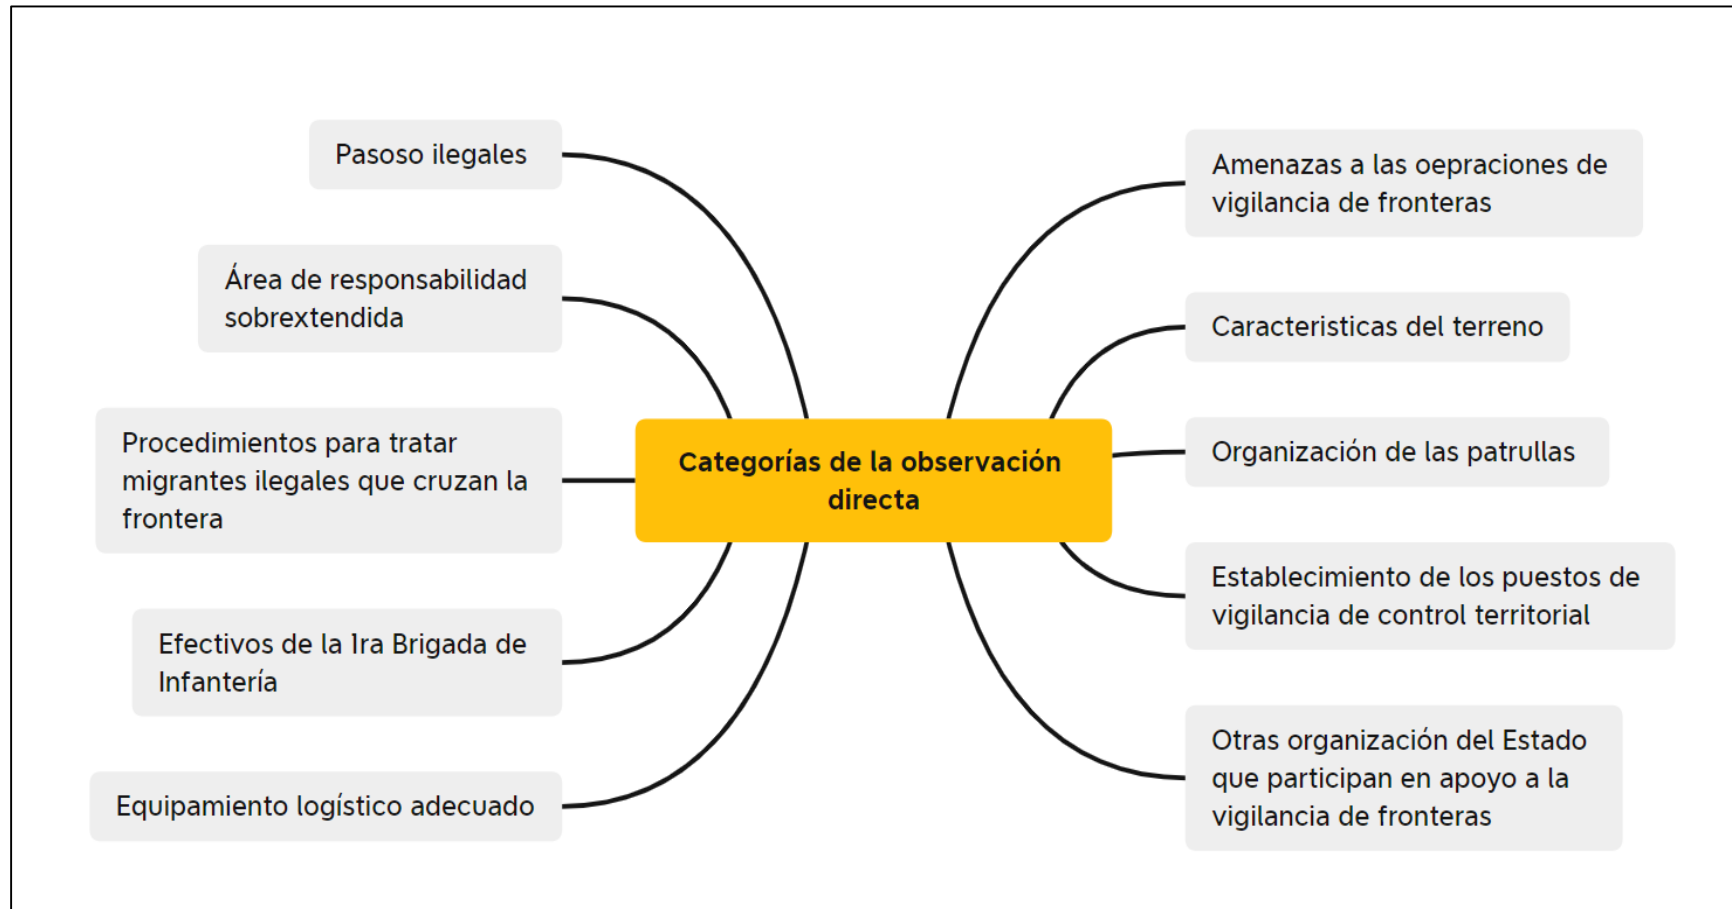 Pasoso ilegales
Área de responsabilidad
sobrextendida
Procedimientos para tratar
migrantes ilegales que cruzan la
frontera
Efectivos de la 1ra Brigada de
Infantería
Equipamiento logístico adecuado
Categorías de la observación
directa
Amenazas a las oepraciones de
vigilancia de fronteras
Caracteristicas del terreno
Organización de las patrullas
Establecimiento de los puestos de
vigilancia de control territorial
Otras organización del Estado
que participan en apoyo a la
vigilancia de fronteras